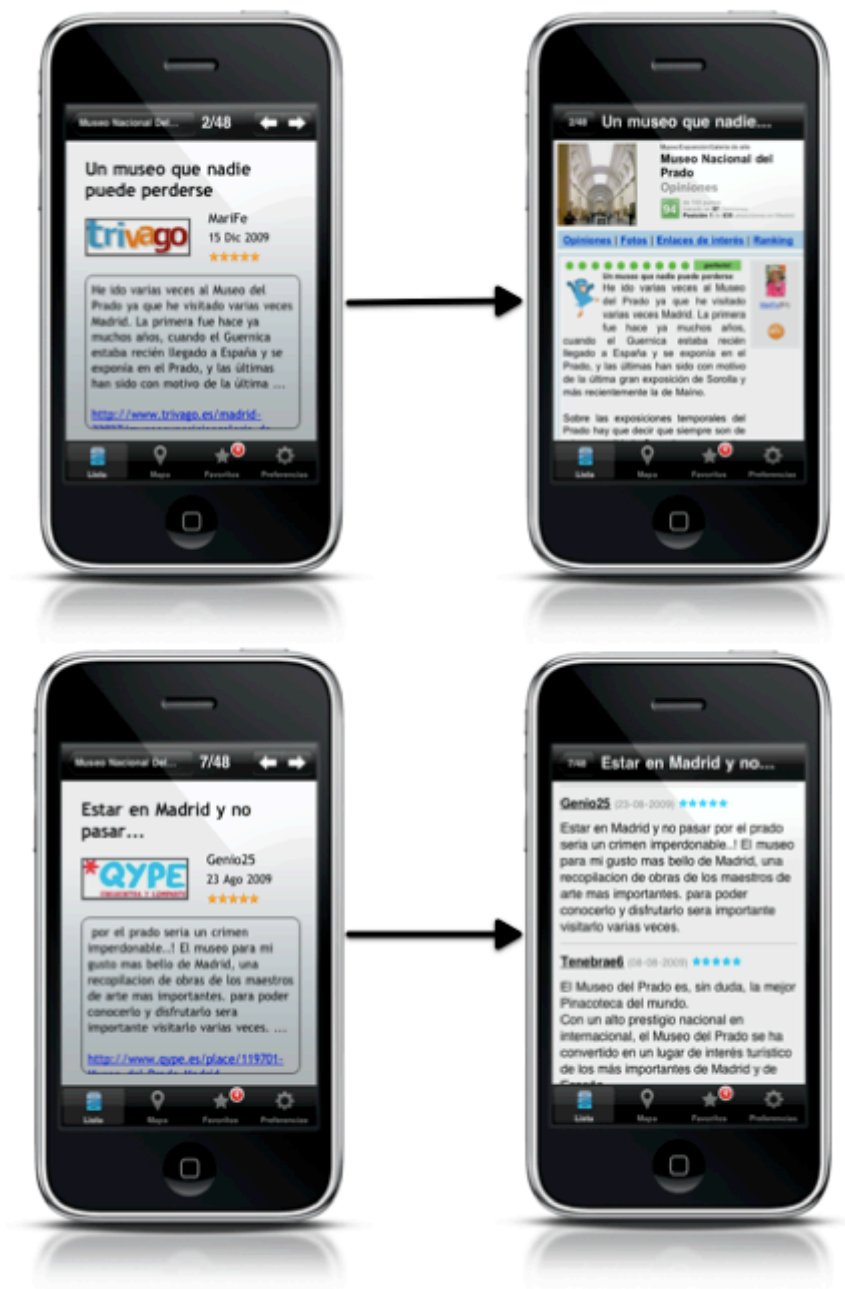 Museo Nacional Del... 2/48
Un museo que nadie
puede perderse
trivago
MariFe
15 Dic 2009
He ido varias veces al Museo del
Prado ya que he visitado varias veces
Madrid. La primera fue hace ya
muchos años, cuando el Guernica
estaba recién llegado a España y se
exponía en el Prado, y las últimas
han sido con motivo de la última ...
http://www.trivago.es/madrid-
Lista Mapa Favoritos Preferencias
2/48 Un museo que nadie...
Museo Nacional del
Prado
Opiniones
94
Opiniones | Fotos | Enlaces de interés | Ranking
Un museo que nadie puede perderse
He ido varias veces al Museo
del Prado ya que he visitado
varias veces Madrid. La primera
fue hace ya muchos años,
cuando el Guernica estaba recién
llegado a España y se exponía en el
Prado, y las últimas han sido con motivo
de la última gran exposición de Sorolla y
más recientemente la de Maíno.
Sobre las exposiciones temporales del
Prado hay que decir que siempre son de
Lista Mapa Favoritos Preferencias
Museo Nacional Del... 7/48
Estar en Madrid y no
pasar...
QYPE
Genio25
23 Ago 2009
por el prado seria un crimen
imperdonable..! El museo para mi
gusto mas bello de Madrid, una
recopilacion de obras de los maestros
de arte mas importantes. para poder
conocerlo y disfrutarlo sera
importante visitarlo varias veces. ...
http://www.qype.es/place/119701-
Museo-del-Prado-Madrid
Lista Mapa Favoritos Preferencias
7/48 Estar en Madrid y no...
Genio25 (23-08-2009)
Estar en Madrid y no pasar por el prado
seria un crimen imperdonable..! El museo
para mi gusto mas bello de Madrid, una
recopilacion de obras de los maestros de
arte mas importantes. para poder
conocerlo y disfrutarlo sera importante
visitarlo varias veces.
Tenebrae6 (08-08-2009)
El Museo del Prado es, sin duda, la mejor
Pinacoteca del mundo.
Con un alto prestigio nacional en
internacional, el Museo del Prado se ha
convertido en un lugar de interés turístico
de los más importantes de Madrid y de
España
Lista Mapa Favoritos Preferencias